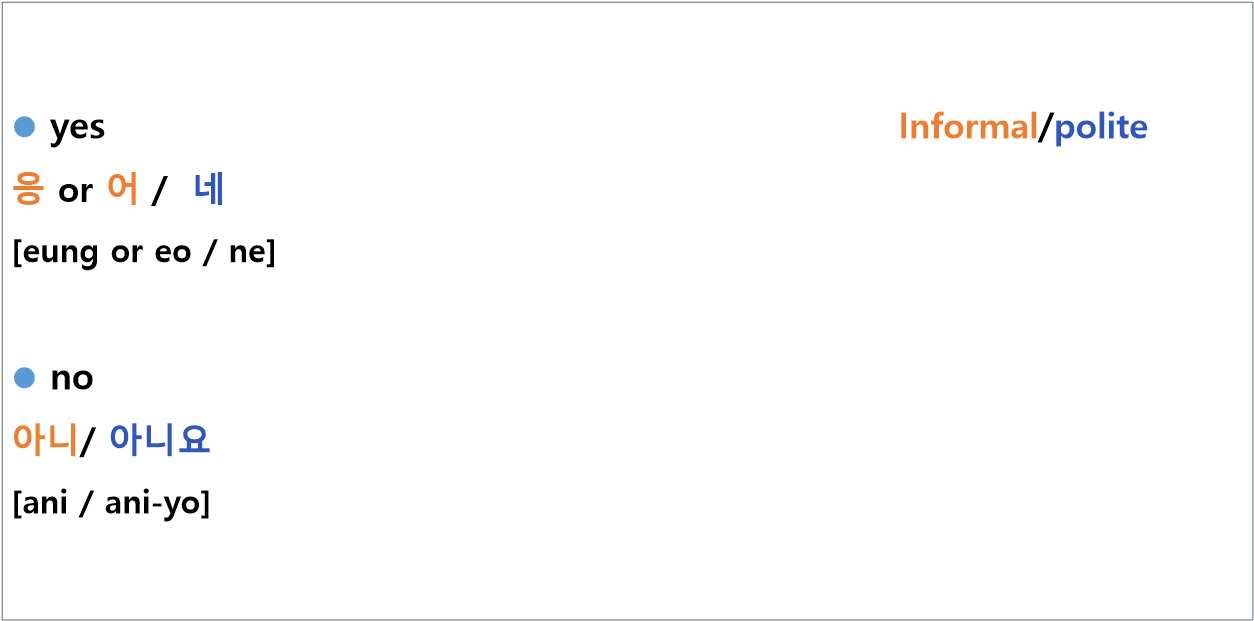 ● yes
Informal/polite
응 or 어 / 네
[eung or eo / ne]
● no
아니/ 아니요
[ani / ani-yo]